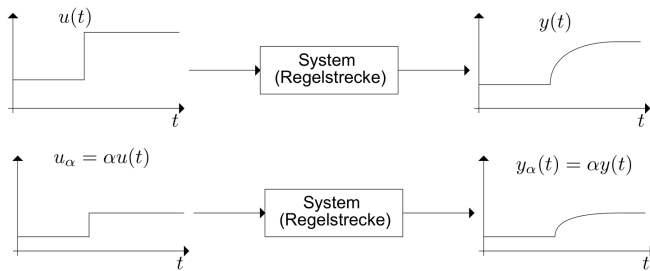 u(t)
t
System
(Regelstrecke)
y(t)
t
u_α = αu(t)
t
System
(Regelstrecke)
y_α(t) = αy(t)
t